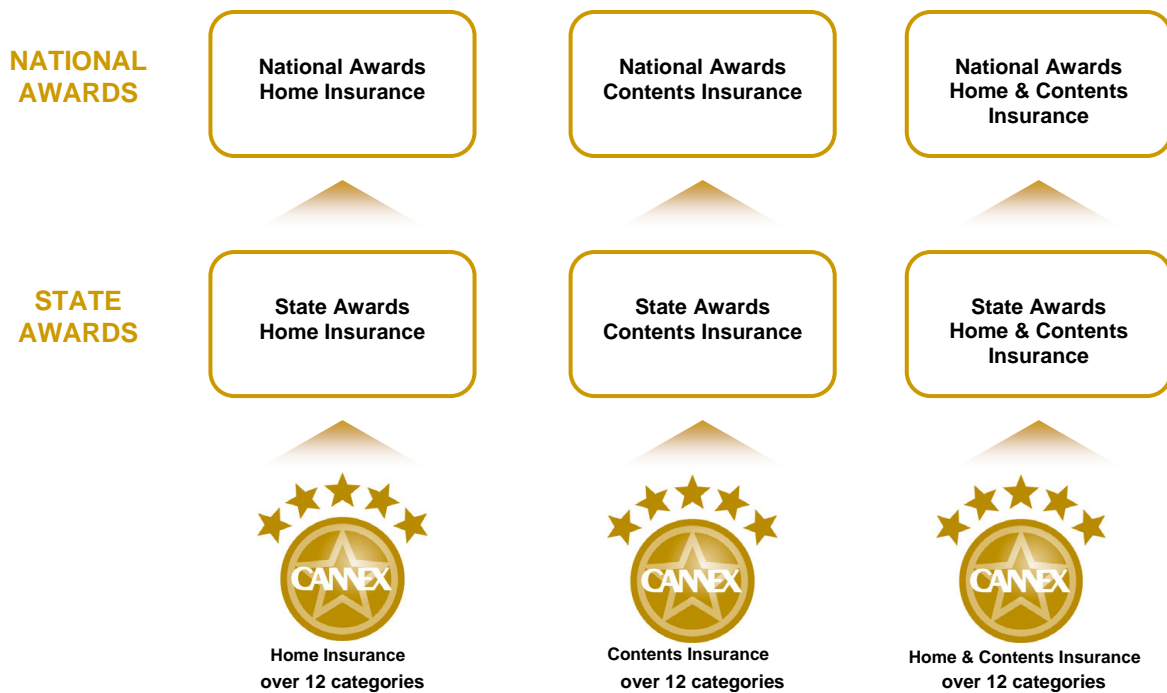 NATIONAL
AWARDS
National Awards
Home Insurance
National Awards
Contents Insurance
National Awards
Home & Contents
Insurance
STATE
AWARDS
State Awards
Home Insurance
State Awards
Contents Insurance
State Awards
Home & Contents
Insurance
CANNEX
CANNEX
CANNEX
Home Insurance
over 12 categories
Contents Insurance
over 12 categories
Home & Contents Insurance
over 12 categories